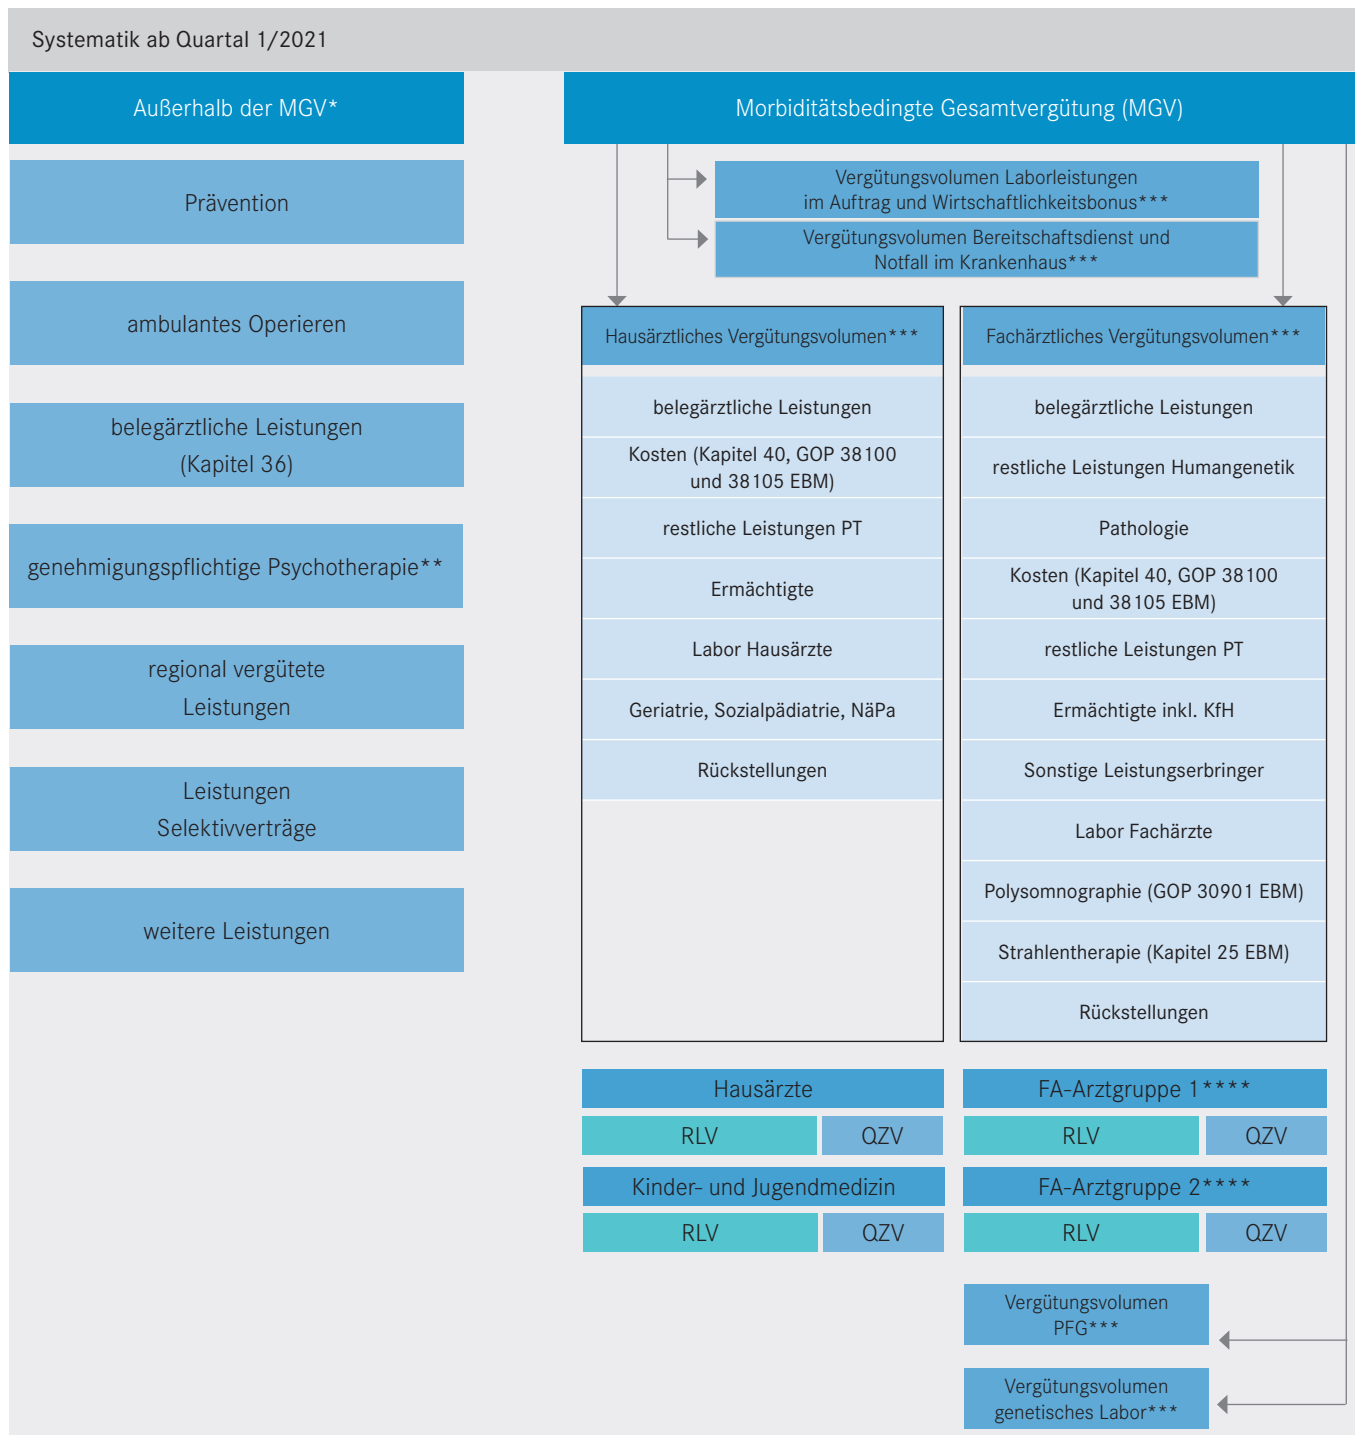 Systematik ab Quartal 1/2021
Außerhalb der MGV*
Prävention
ambulantes Operieren
belegärztliche Leistungen
(Kapitel 36)
genehmigungspflichtige Psychotherapie**
regional vergütete
Leistungen
Leistungen
Selektivverträge
weitere Leistungen
Morbiditätsbedingte Gesamtvergütung (MGV)
Vergütungsvolumen Laborleistungen
im Auftrag und Wirtschaftlichkeitsbonus***
Vergütungsvolumen Bereitschaftsdienst und
Notfall im Krankenhaus***
Hausärztliches Vergütungsvolumen***
belegärztliche Leistungen
Kosten (Kapitel 40, GOP 38100
und 38105 EBM)
restliche Leistungen PT
Ermächtigte
Labor Hausärzte
Geriatrie, Sozialpädiatrie, NäPa
Rückstellungen
Fachärztliches Vergütungsvolumen***
belegärztliche Leistungen
restliche Leistungen Humangenetik
Pathologie
Kosten (Kapitel 40, GOP 38100
und 38105 EBM)
restliche Leistungen PT
Ermächtigte inkl. KfH
Sonstige Leistungserbringer
Labor Fachärzte
Polysomnographie (GOP 30901 EBM)
Strahlentherapie (Kapitel 25 EBM)
Rückstellungen
Hausärzte
RLV QZV
Kinder- und Jugendmedizin
RLV QZV
FA-Arztgruppe 1****
RLV QZV
FA-Arztgruppe 2****
RLV QZV
Vergütungsvolumen
PFG***
Vergütungsvolumen
genetisches Labor***